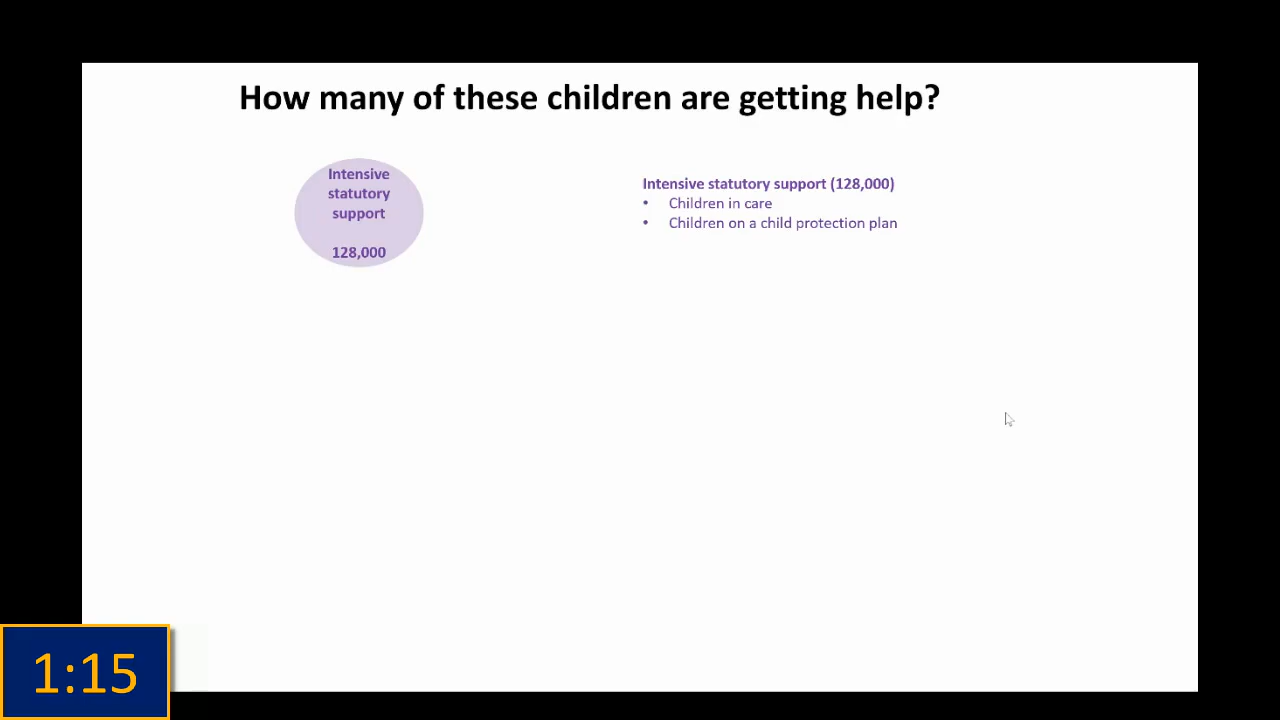 How many of these children are getting help?
Intensive
statutory
support
128,000
Intensive statutory support (128,000)
• Children in care
• Children on a child protection plan
1:15